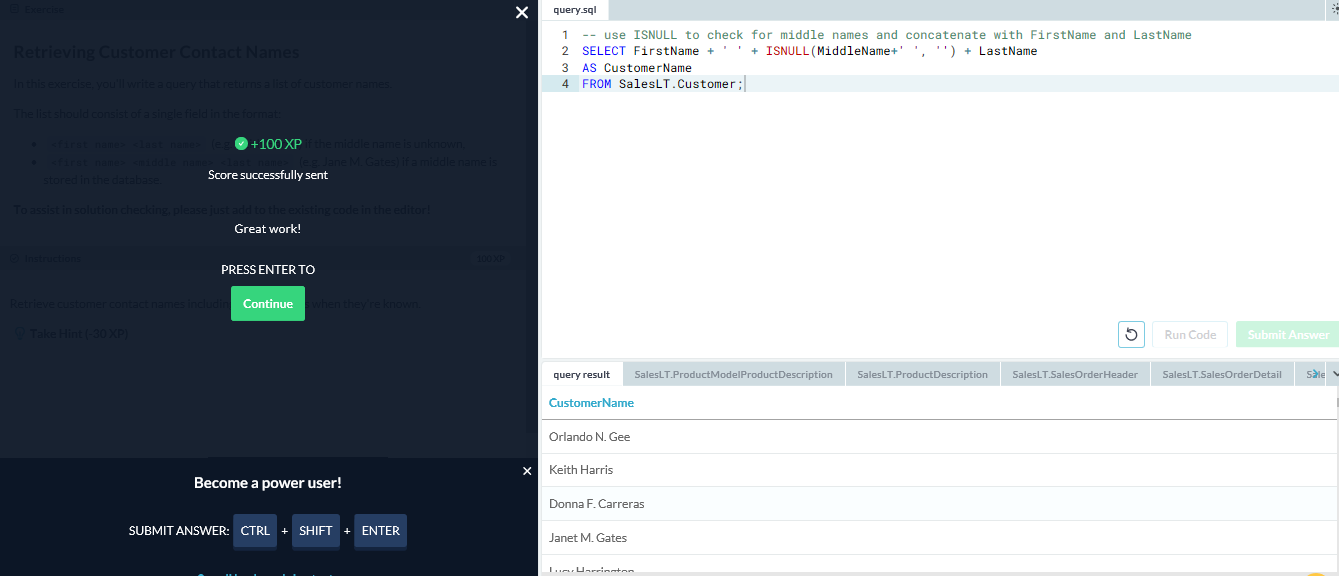 Exercise
Retrieving Customer Contact Names
In this exercise, you'll write a query that returns a list of customer names.
The list should consist of a single field in the format:
<first name> <last name> (e.g. if the middle name is unknown.
<first name> <middle name> <last name> (e.g. Jane M. Gates) if a middle name is
stored in the database.
To assist in solution checking, please just add to the existing code in the editor!
Instructions
100 XP
Retrieve customer contact names including when they're known.
Take Hint (-30 XP)
+100 XP
Score successfully sent
Great work!
PRESS ENTER TO
Continue
Become a power user!
SUBMIT ANSWER: CTRL + SHIFT + ENTER
query.sql
1 -- use ISNULL to check for middle names and concatenate with FirstName and LastName
2 SELECT FirstName + ' ' + ISNULL(MiddleName+' ', '') + LastName
3 AS CustomerName
4 FROM SalesLT.Customer;
Run Code
Submit Answer
query result
SalesLT.ProductModelProductDescription
SalesLT.ProductDescription
SalesLT.SalesOrderHeader
SalesLT.SalesOrderDetail
CustomerName
Orlando N. Gee
Keith Harris
Donna F. Carreras
Janet M. Gates
Lucy Harrington